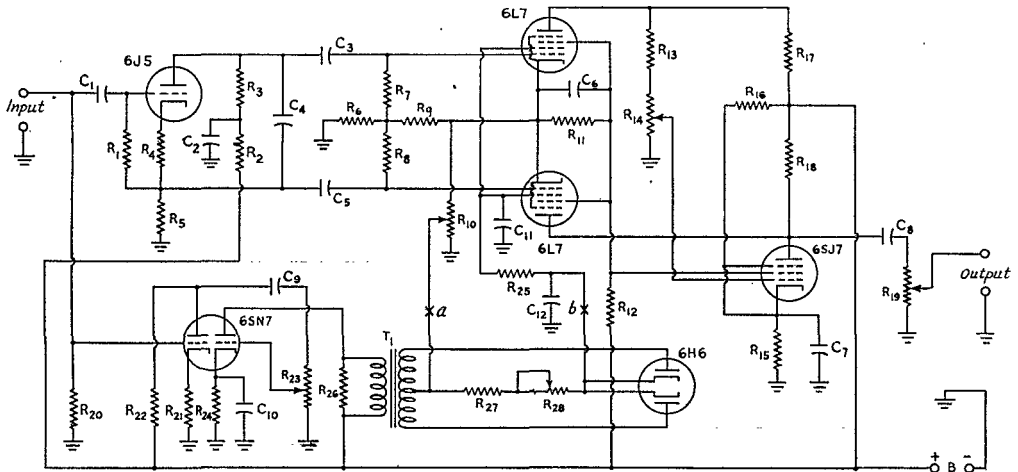 6L7
6J5
C1
C3
R13
R17
Input
R3
C4
R7
C6
R16
R6
R9
R14
R1
R4
C2
R2
R8
R11
R18
R5
C5
R10
C11
6L7
6SJ7
C8
Output
R25
C12
R12
R19
C9
a
b
6SN7
T1
6H6
R15
C7
R20
R22
R21
R24
C10
R23
R26
R27
R28
+ B -